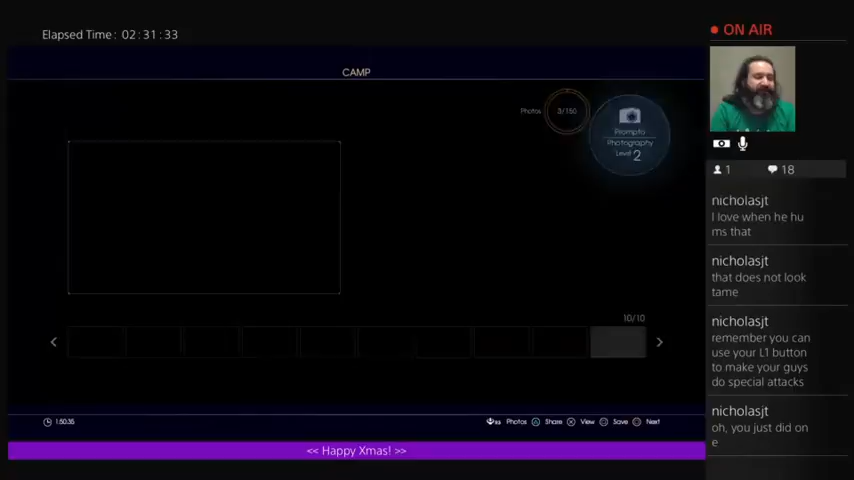 Elapsed Time: 02:31:33
ON AIR
CAMP
Photos
3/150
Prompto
Photography
Level 2
1
18
nicholasjt
I love when he hu
ms that
nicholasjt
that does not look
tame
nicholasjt
remember you can
use your L1 button
to make your guys
do special attacks
nicholasjt
oh, you just did on
e
10/10
1:50:35
Photos Share View Save Next
<< Happy Xmas! >>